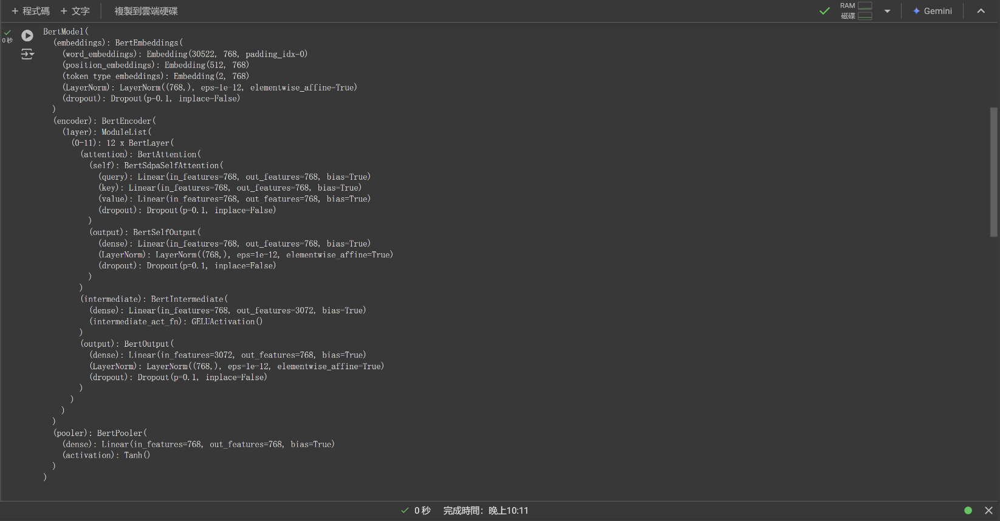 + 程式碼 + 文字 複製到雲端硬碟 RAM 磁碟 Gemini
0 秒
BertModel(
  (embeddings): BertEmbeddings(
    (word_embeddings): Embedding(30522, 768, padding_idx=0)
    (position_embeddings): Embedding(512, 768)
    (token_type_embeddings): Embedding(2, 768)
    (LayerNorm): LayerNorm((768,), eps=1e-12, elementwise_affine=True)
    (dropout): Dropout(p=0.1, inplace=False)
  )
  (encoder): BertEncoder(
    (layer): ModuleList(
      (0-11): 12 x BertLayer(
        (attention): BertAttention(
          (self): BertSdpaSelfAttention(
            (query): Linear(in_features=768, out_features=768, bias=True)
            (key): Linear(in_features=768, out_features=768, bias=True)
            (value): Linear(in_features=768, out_features=768, bias=True)
            (dropout): Dropout(p=0.1, inplace=False)
          )
          (output): BertSelfOutput(
            (dense): Linear(in_features=768, out_features=768, bias=True)
            (LayerNorm): LayerNorm((768,), eps=1e-12, elementwise_affine=True)
            (dropout): Dropout(p=0.1, inplace=False)
          )
        )
        (intermediate): BertIntermediate(
          (dense): Linear(in_features=768, out_features=3072, bias=True)
          (intermediate_act_fn): GELUActivation()
        )
        (output): BertOutput(
          (dense): Linear(in_features=3072, out_features=768, bias=True)
          (LayerNorm): LayerNorm((768,), eps=1e-12, elementwise_affine=True)
          (dropout): Dropout(p=0.1, inplace=False)
        )
      )
    )
  )
  (pooler): BertPooler(
    (dense): Linear(in_features=768, out_features=768, bias=True)
    (activation): Tanh()
  )
)
0 秒 完成時間：晚上10:11